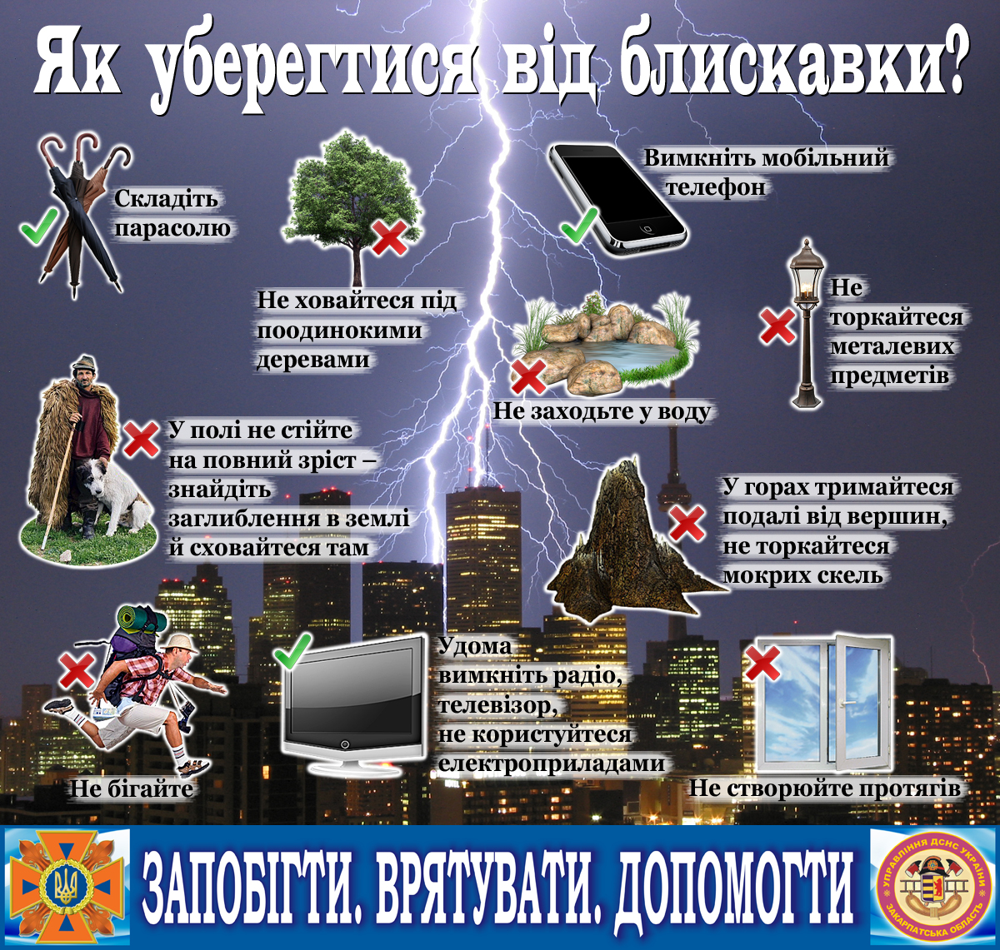 Як уберегтися від блискавки?
Складіть
парасолю
Не ховайтеся під
поодинокими
деревами
Вимкніть мобільний
телефон
Не
торкайтеся
металевих
предметів
Не заходьте у воду
У полі не стійте
на повний зріст –
знайдіть
заглиблення в землі
й сховайтеся там
У горах тримайтеся
подалі від вершин,
не торкайтеся
мокрих скель
Не бігайте
Удома
вимкніть радіо,
телевізор,
не користуйтеся
електроприладами
Не створюйте протягів
ЗАПОБІГТИ. ВРЯТУВАТИ. ДОПОМОГТИ
УПРАВЛІННЯ ДСНС УКРАЇНИ
ЗАКАРПАТСЬКА ОБЛАСТЬ